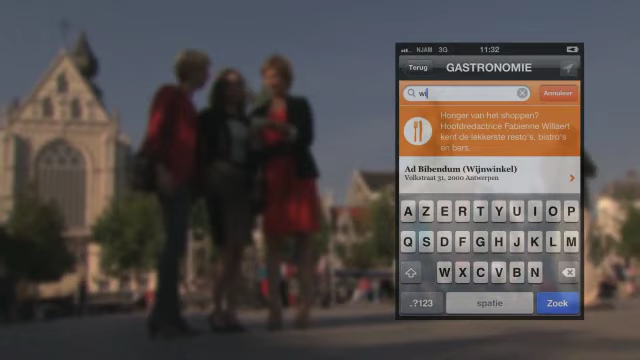 NJAM 3G 11:32
Terug GASTRONOMIE
wi Annuleer
Honger van het shoppen?
Hoofdredactrice Fabienne Willaert
kent de lekkerste resto's, bistro's
en bars.
Ad Bibendum (Wijnwinkel)
Volkstraat 31, 2000 Antwerpen
A Z E R T Y U I O P
Q S D F G H J K L M
W X C V B N
.?123 spatie Zoek